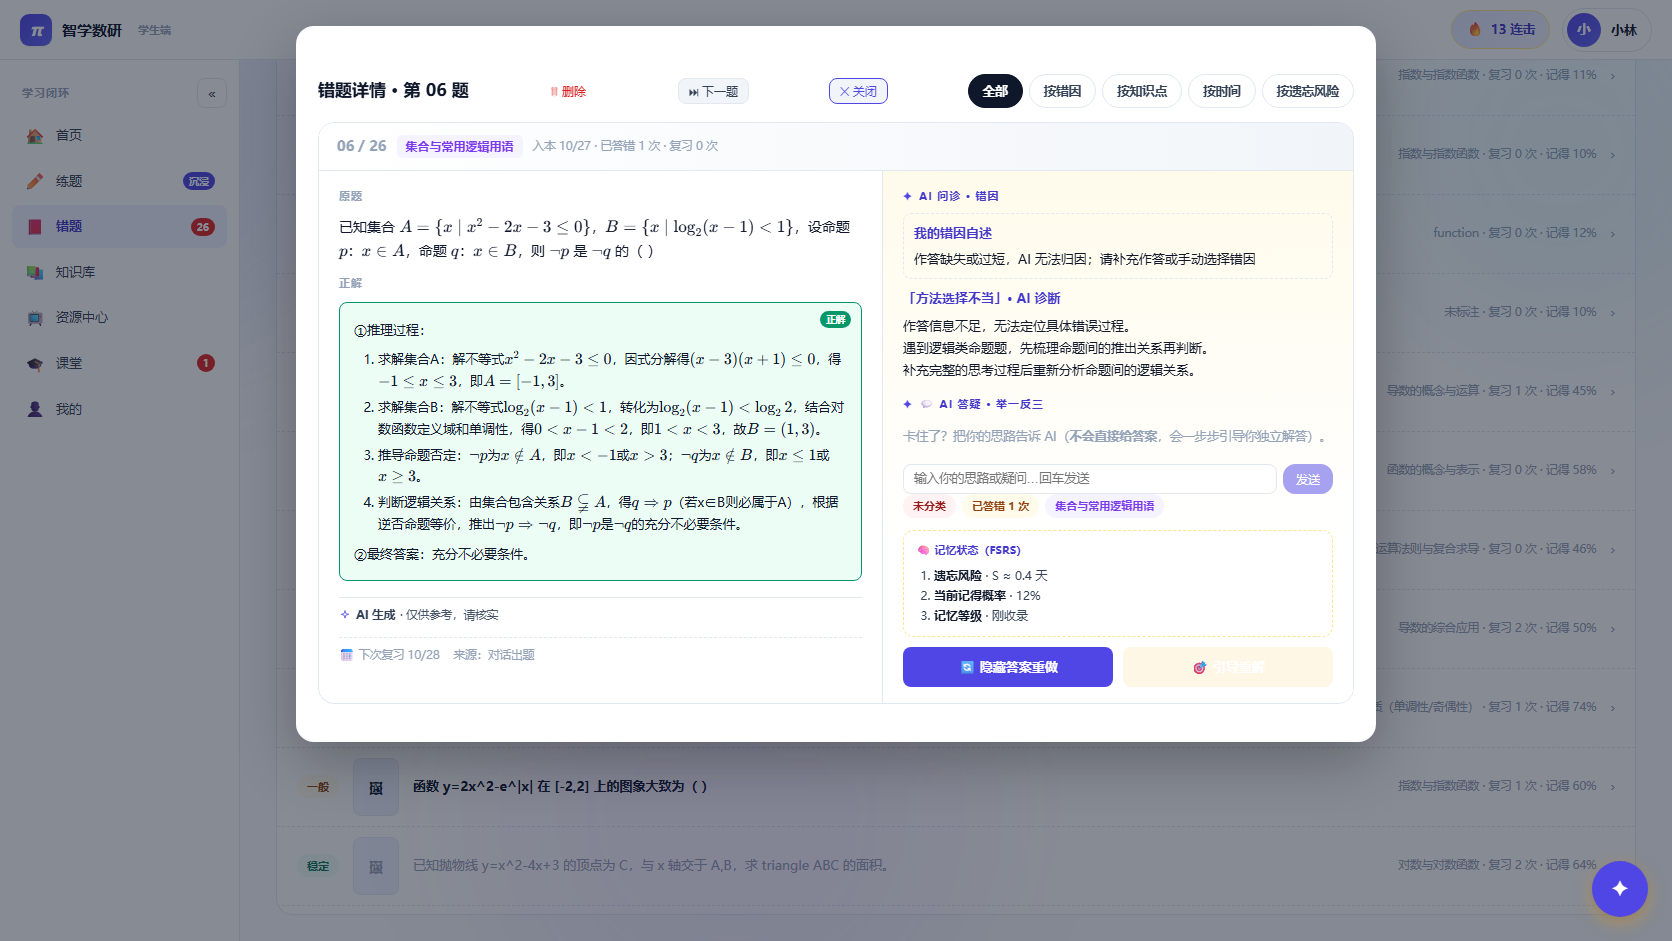 π 智学数研 学生端
13 连击
小 小林
学习闭环 «
首页
练题 沉浸
错题 26
知识库
资源中心
课堂 1
我的
错题详情 • 第 06 题
删除
下一题
关闭
全部 按错因 按知识点 按时间 按遗忘风险
06 / 26 集合与常用逻辑用语 入本 10/27 · 已答错 1 次 · 复习 0 次
原题
已知集合 A = {x | x² − 2x − 3 ≤ 0}，B = {x | log₂(x − 1) < 1}，设命题
p：x ∈ A，命题 q：x ∈ B，则 ¬p 是 ¬q 的（ ）
正解
正解
①推理过程：
1. 求解集合A：解不等式x² − 2x − 3 ≤ 0，因式分解得(x − 3)(x + 1) ≤ 0，得
−1 ≤ x ≤ 3，即A = [−1, 3]。
2. 求解集合B：解不等式log₂(x − 1) < 1，转化为log₂(x − 1) < log₂ 2，结合对
数函数定义域和单调性，得0 < x − 1 < 2，即1 < x < 3，故B = (1, 3)。
3. 推导命题否定：¬p为x ∉ A，即x < −1或x > 3；¬q为x ∉ B，即x ≤ 1或
x ≥ 3。
4. 判断逻辑关系：由集合包含关系B ⊊ A，得q ⇒ p（若x∈B则必属于A），根据
逆否命题等价，推出¬p ⇒ ¬q，即¬p是¬q的充分不必要条件。
②最终答案：充分不必要条件。
AI 生成 · 仅供参考，请核实
下次复习 10/28 来源：对话出题
AI 问诊 • 错因
我的错因自述
作答缺失或过短，AI 无法归因；请补充作答或手动选择错因
「方法选择不当」• AI 诊断
作答信息不足，无法定位具体错误过程。
遇到逻辑类命题题，先梳理命题间的推出关系再判断。
补充完整的思考过程后重新分析命题间的逻辑关系。
AI 答疑 • 举一反三
卡住了？把你的思路告诉 AI（不会直接给答案，会一步步引导你独立解答）。
输入你的思路或疑问…回车发送 发送
未分类 已答错 1 次 集合与常用逻辑用语
记忆状态（FSRS）
1. 遗忘风险 · S ≈ 0.4 天
2. 当前记得概率 · 12%
3. 记忆等级 · 刚收录
隐藏答案重做
指数与指数函数 · 复习 0 次 · 记得 11% ›
指数与指数函数 · 复习 0 次 · 记得 10% ›
function · 复习 0 次 · 记得 12% ›
未标注 · 复习 0 次 · 记得 10% ›
导数的概念与运算 · 复习 1 次 · 记得 45% ›
函数的概念与表示 · 复习 0 次 · 记得 58% ›
运算法则与复合求导 · 复习 0 次 · 记得 46% ›
导数的综合应用 · 复习 2 次 · 记得 50% ›
（单调性/奇偶性） · 复习 1 次 · 记得 74% ›
一般 函数 y=2x^2-e^|x| 在 [-2,2] 上的图象大致为（ ） 指数与指数函数 · 复习 1 次 · 记得 60% ›
稳定 已知抛物线 y=x^2-4x+3 的顶点为 C，与 x 轴交于 A,B，求 triangle ABC 的面积。 对数与对数函数 · 复习 2 次 · 记得 64%